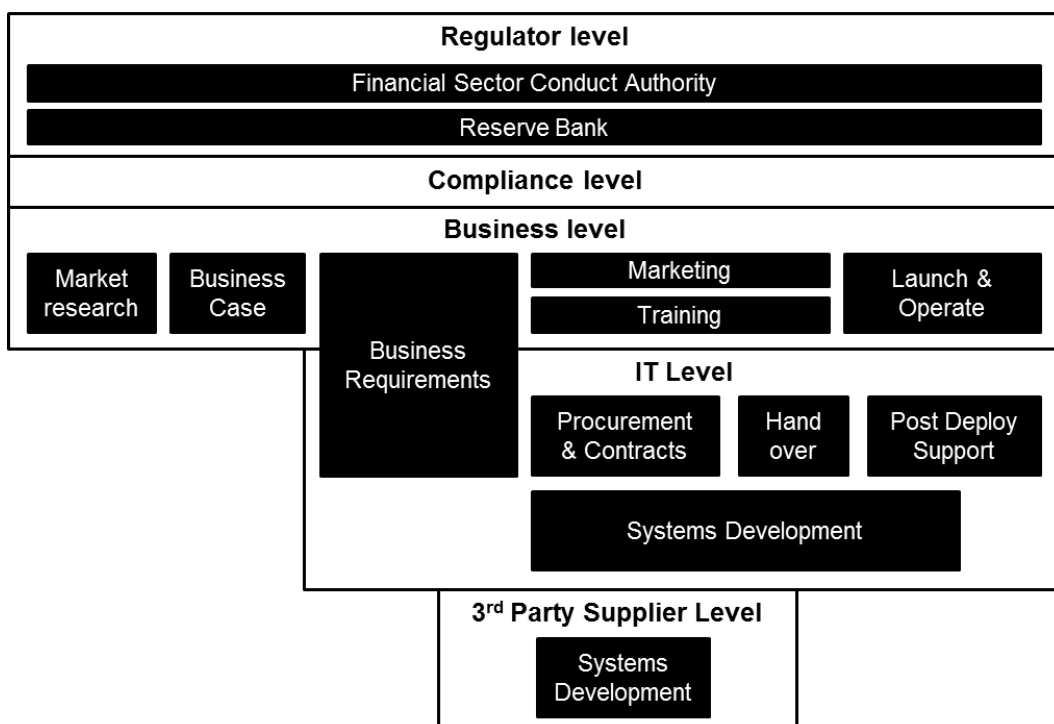 Regulator level
Financial Sector Conduct Authority
Reserve Bank
Compliance level
Business level
Market
research
Business
Case
Business
Requirements
Marketing
Training
Launch &
Operate
IT Level
Procurement
& Contracts
Hand
over
Post Deploy
Support
Systems Development
3rd Party Supplier Level
Systems
Development